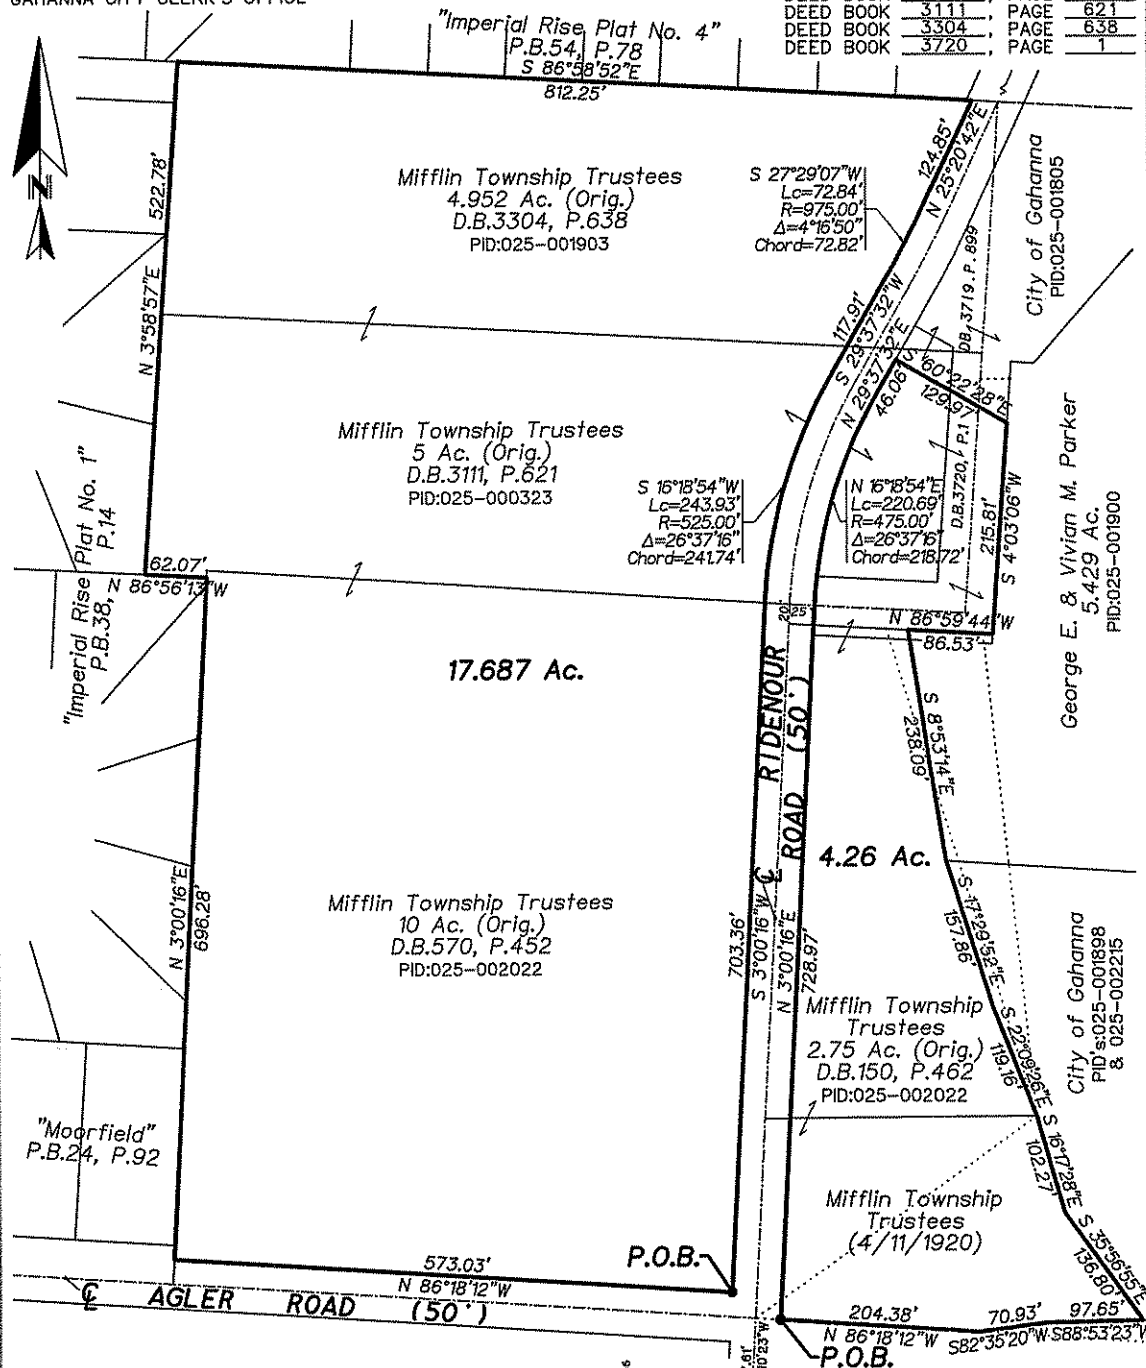 GAHANNA CITY CLERK'S OFFICE
DEED BOOK 3111, PAGE 621
DEED BOOK 3304, PAGE 638
DEED BOOK 3720, PAGE 1
"Imperial Rise Plat No. 4"
P.B.54, P.78
S 86°58'52"E
812.25'
N
522.78'
N 3°58'57"E
Mifflin Township Trustees
4.952 Ac. (Orig.)
D.B.3304, P.638
PID:025-001903
S 27°29'07"W
Lc=72.84'
R=975.00'
Δ=4°16'50"
Chord=72.82'
124.85'
N 25°20'42"E
City of Gahanna
PID:025-001805
DB.3719.P.899
117.91'
S 29°37'32"W
N 29°37'32"E
46.06'
S 60°22'28"E
129.97'
Mifflin Township Trustees
5 Ac. (Orig.)
D.B.3111, P.621
PID:025-000323
S 16°18'54"W
Lc=243.93'
R=525.00'
Δ=26°37'16"
Chord=241.74'
N 16°18'54"E
Lc=220.69'
R=475.00'
Δ=26°37'16"
Chord=218.72'
D.B.3720, P.1
215.81'
S 4°03'06"W
George E. & Vivian M. Parker
5.429 Ac.
PID:025-001900
"Imperial Rise Plat No. 1"
P.B.38, P.14
62.07'
N 86°56'13"W
20' 25'
N 86°59'44"W
86.53'
17.687 Ac.
RIDENOUR
ROAD (50')
S 8°53'14"E
238.09'
4.26 Ac.
N 3°00'16"E
696.28'
Mifflin Township Trustees
10 Ac. (Orig.)
D.B.570, P.452
PID:025-002022
703.36'
S 3°00'16"W
N 3°00'16"E
728.97'
S 17°29'52"E
157.86'
S 22°09'26"E
119.16'
City of Gahanna
PID's:025-001898
& 025-002215
Mifflin Township
Trustees
2.75 Ac. (Orig.)
D.B.150, P.462
PID:025-002022
S 16°17'28"E
102.27'
"Moorfield"
P.B.24, P.92
Mifflin Township
Trustees
(4/11/1920)
S 35°56'55"E
136.80'
573.03'
N 86°18'12"W
P.O.B.
AGLER ROAD (50')
204.38'
N 86°18'12"W
70.93'
S82°35'20"W
97.65'
S88°53'23"W
P.O.B.